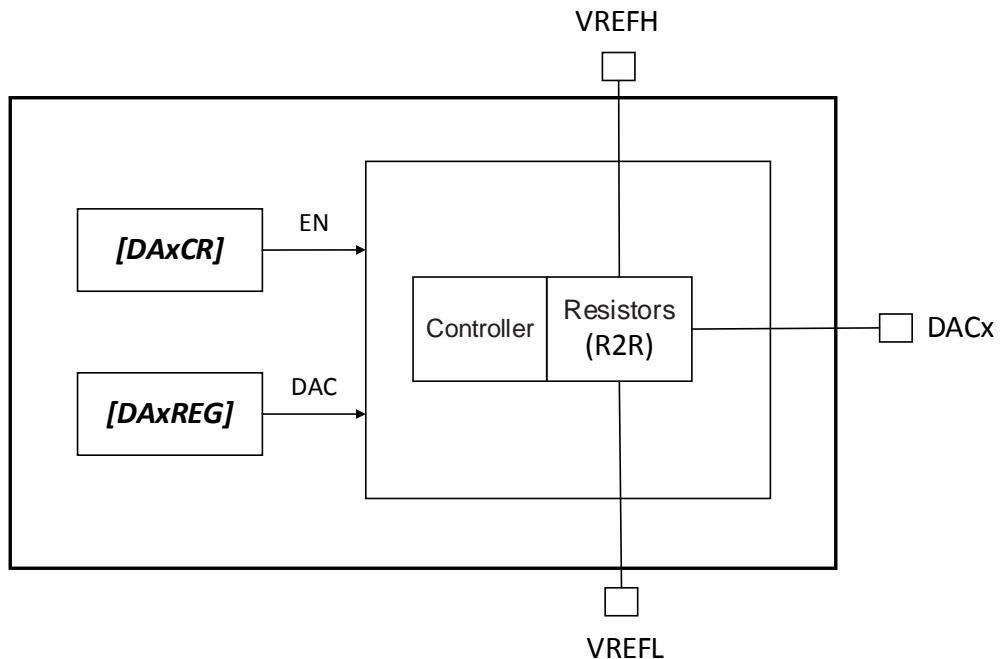 VREFH
EN
[DAxCR]
Controller
Resistors
(R2R)
DACx
DAC
[DAxREG]
VREFL